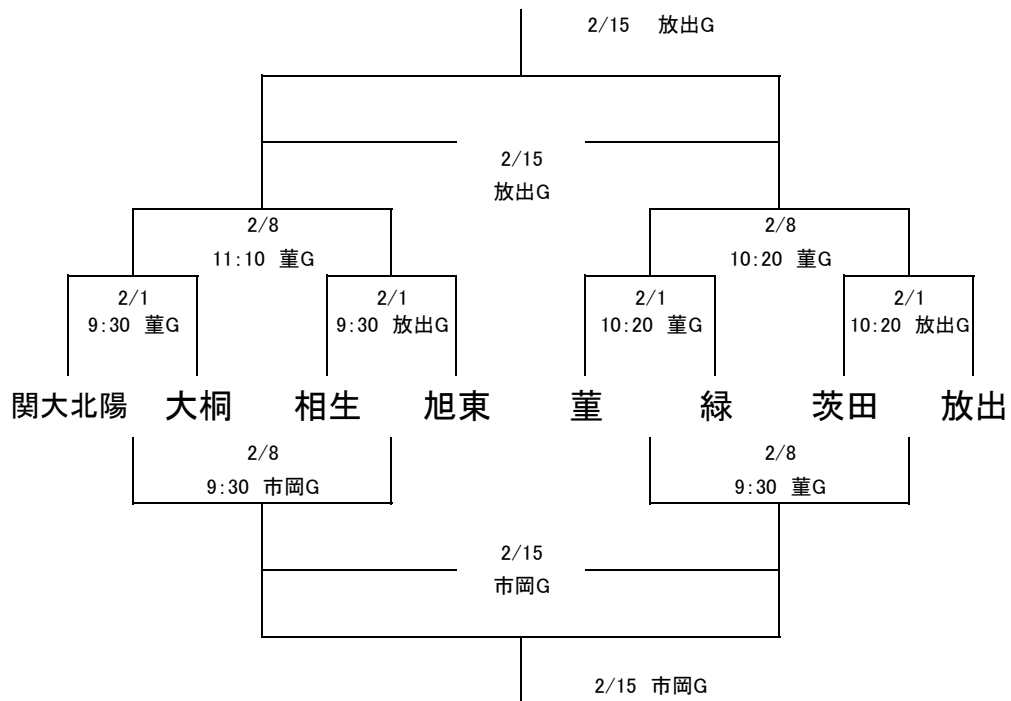 2/15 放出G
2/15
放出G
2/8 2/8
11:10 菫G 10:20 菫G
2/1 2/1 2/1 2/1
9:30 菫G 9:30 放出G 10:20 菫G 10:20 放出G
関大北陽 大桐 相生 旭東 菫 緑 茨田 放出
2/8 2/8
9:30 市岡G 9:30 菫G
2/15
市岡G
2/15 市岡G